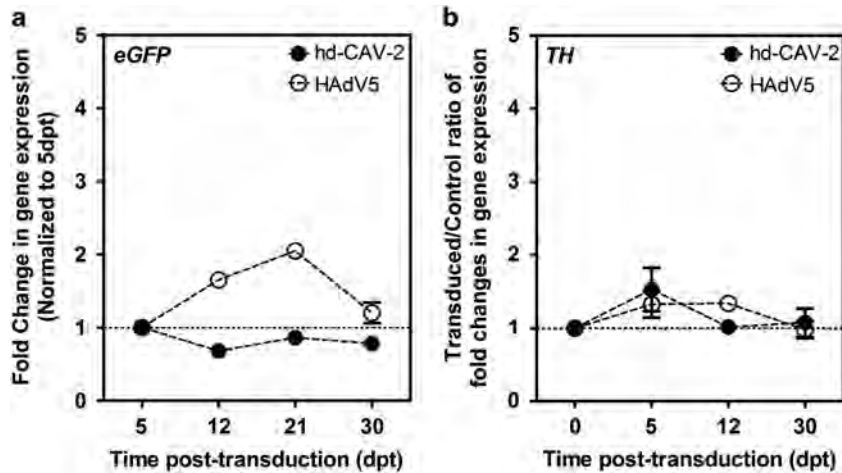 a
eGFP
hd-CAV-2
HAdV5
Fold Change in gene expression
(Normalized to 5dpt)
5
4
3
2
1
0
5 12 21 30
Time post-transduction (dpt)
b
TH
hd-CAV-2
HAdV5
Transduced/Control ratio of
fold changes in gene expression
5
4
3
2
1
0
0 5 12 30
Time post-transduction (dpt)